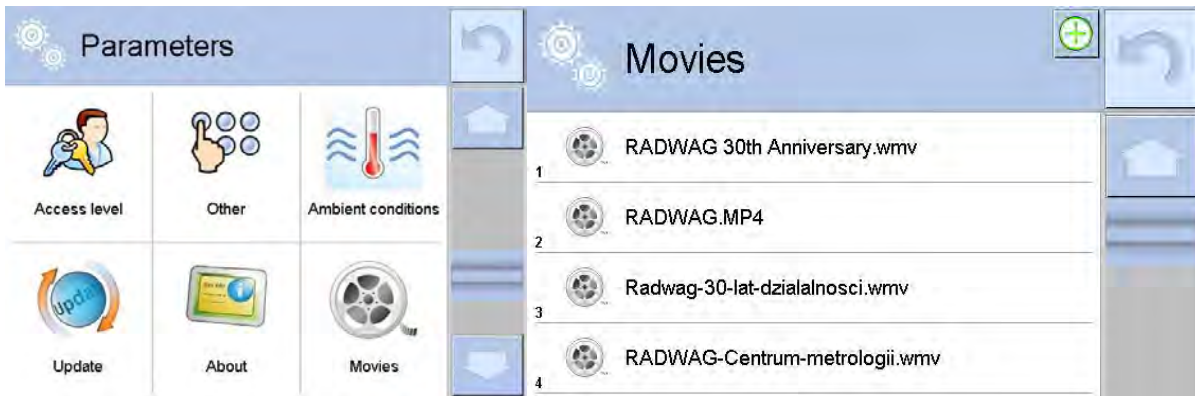 Parameters
Access level
Other
Ambient conditions
Update
Update
About
Movies
Movies
1
RADWAG 30th Anniversary.wmv
2
RADWAG.MP4
3
Radwag-30-lat-dzialalnosci.wmv
4
RADWAG-Centrum-metrologii.wmv